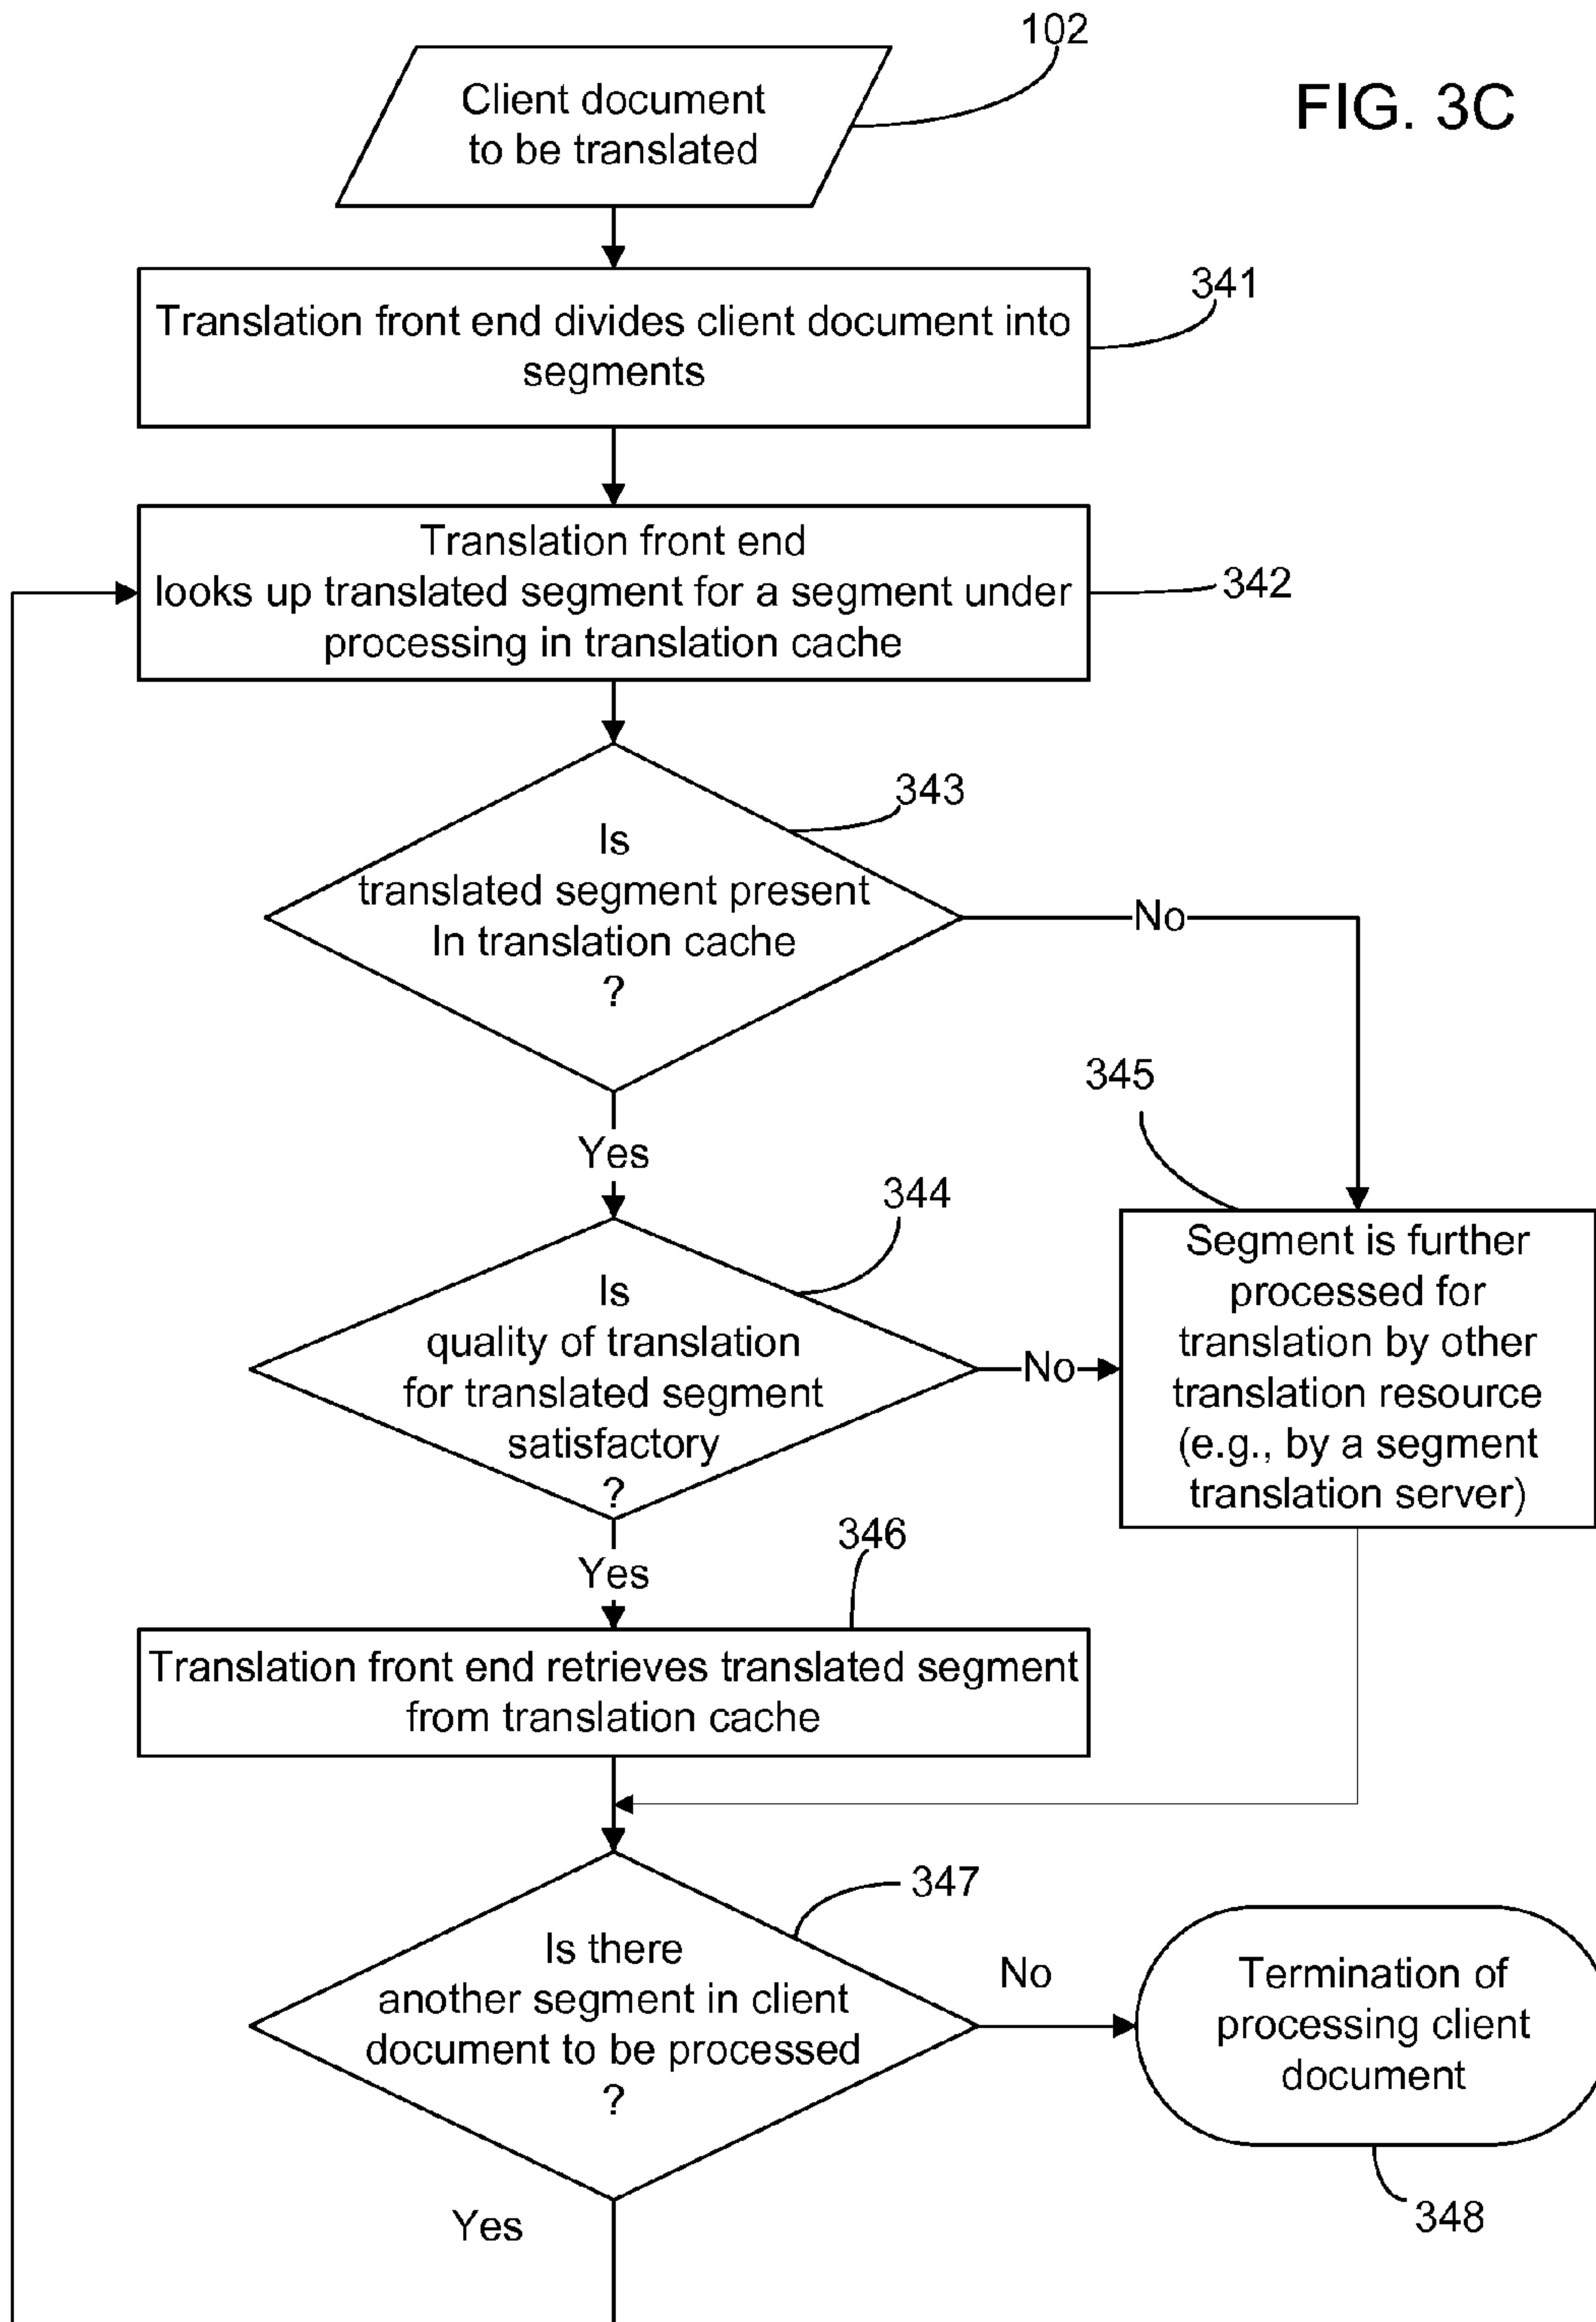 102
FIG. 3C
Client document
to be translated
341
Translation front end divides client document into
segments
Translation front end
looks up translated segment for a segment under
processing in translation cache
342
343
Is
translated segment present
In translation cache
?
No
Yes
345
344
Is
quality of translation
for translated segment
satisfactory
?
No
Segment is further
processed for
translation by other
translation resource
(e.g., by a segment
translation server)
Yes
346
Translation front end retrieves translated segment
from translation cache
347
Is there
another segment in client
document to be processed
?
No
Termination of
processing client
document
Yes
348